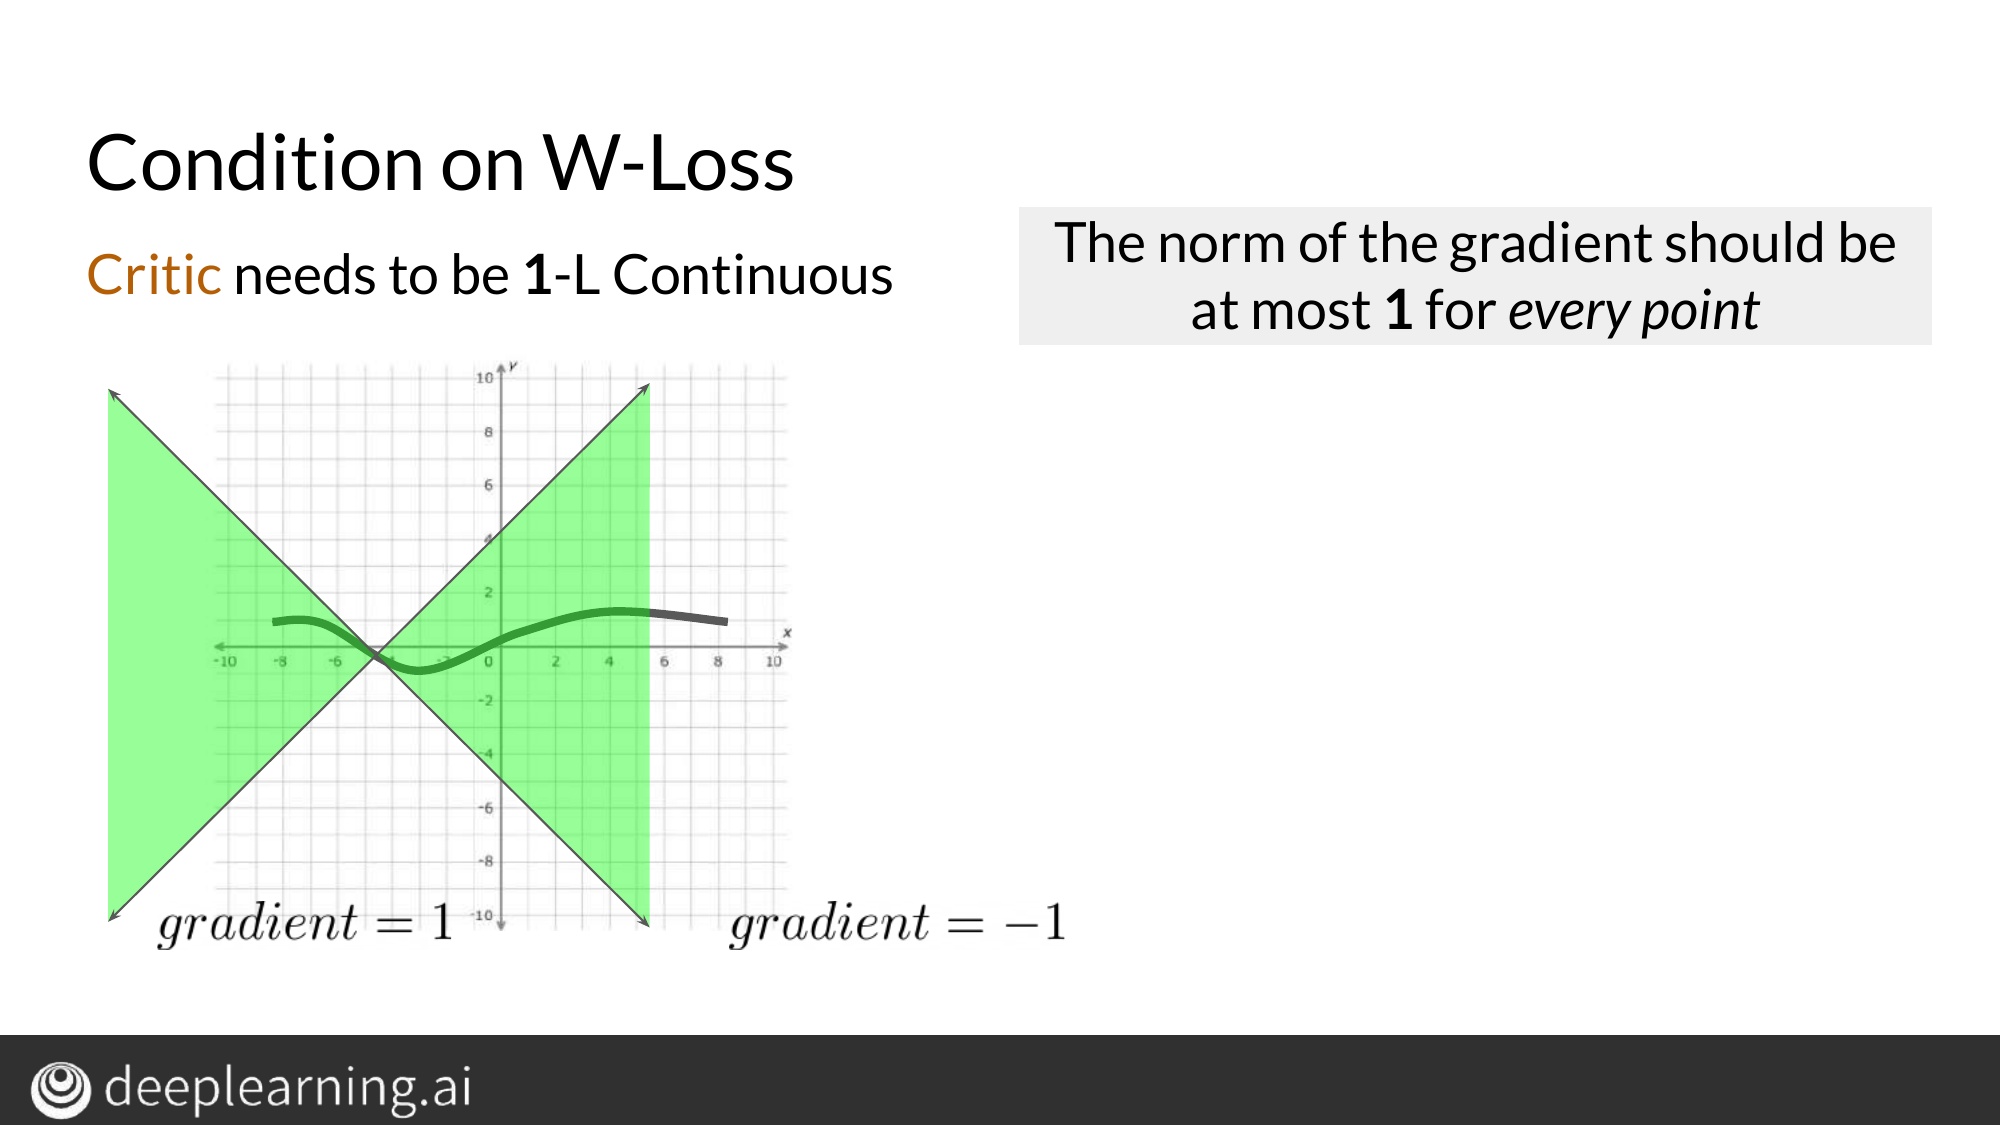 Condition on W-Loss
Critic needs to be 1-L Continuous
The norm of the gradient should be
at most 1 for every point
y
10
8
6
4
2
x
-10 -8 -6 -2 0 2 4 6 8 10
-2
-4
-6
-8
-10
gradient = 1
gradient = −1
deeplearning.ai